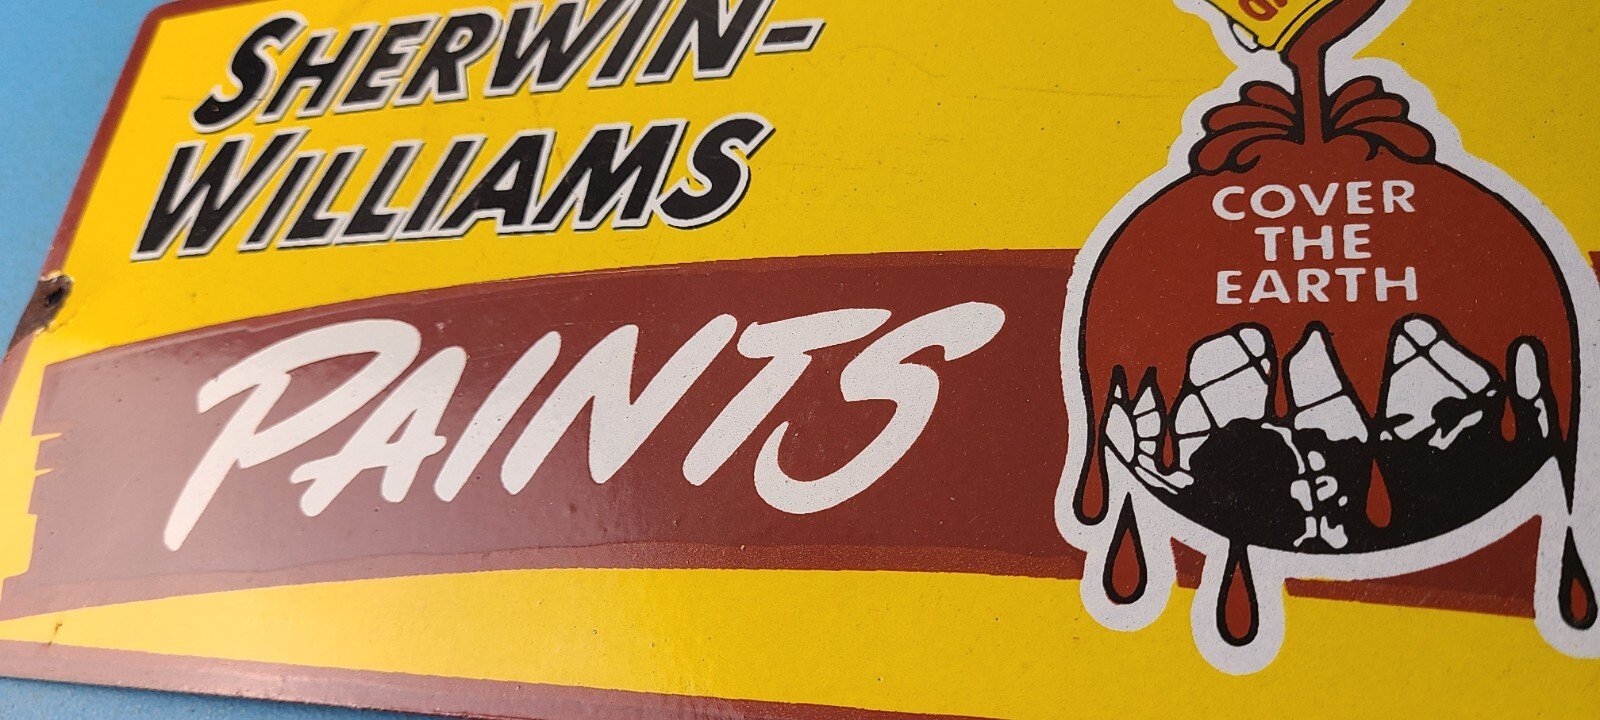 SHERWIN-
WILLIAMS
PAINTS
COVER
THE
EARTH